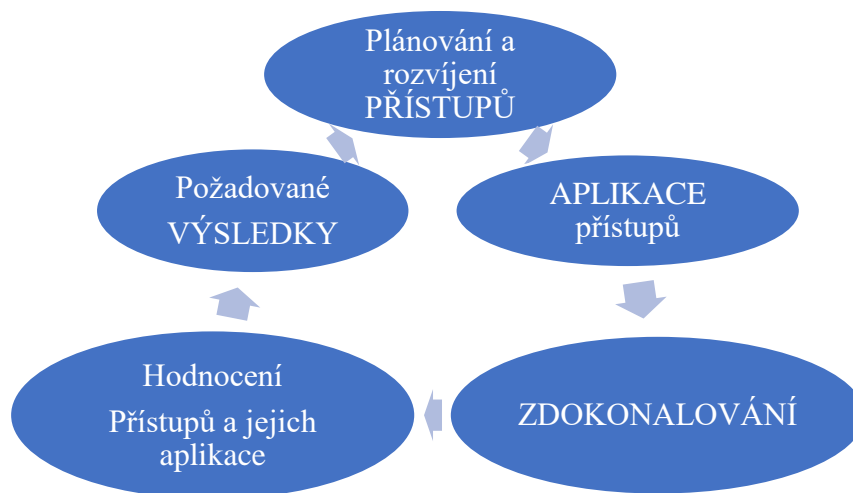 Plánování a
rozvíjení
PŘÍSTUPŮ
Požadované
VÝSLEDKY
APLIKACE
přístupů
Hodnocení
Přístupů a jejich
aplikace
ZDOKONALOVÁNÍ